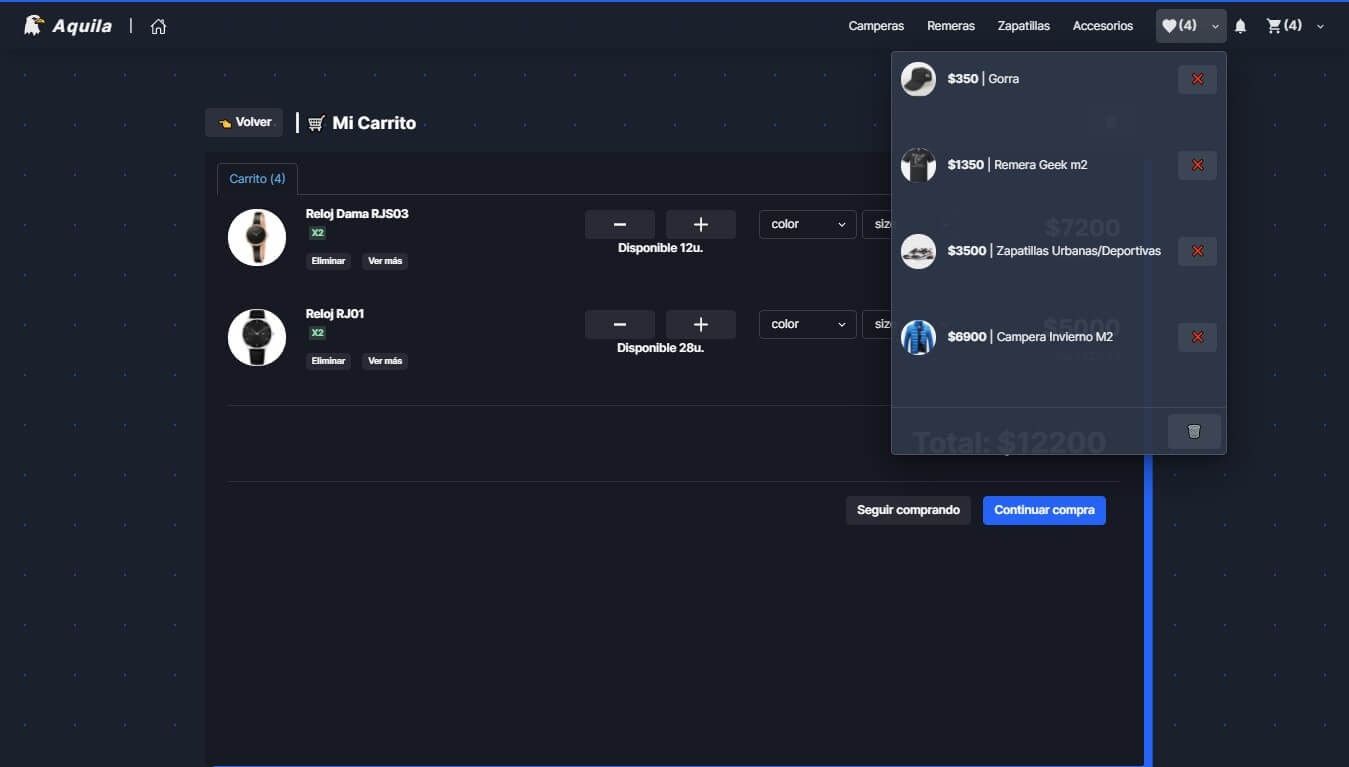 Aquila |
Camperas Remeras Zapatillas Accesorios (4) (4)
$350 | Gorra
Volver | Mi Carrito
$1350 | Remera Geek m2
Carrito (4)
Reloj Dama RJS03
X2
color
$7200
Disponible 12u.
$3500 | Zapatillas Urbanas/Deportivas
Eliminar Ver más
Reloj RJ01
X2
color
$5000
$6900 | Campera Invierno M2
Disponible 28u.
Eliminar Ver más
Total: $12200
Seguir comprando Continuar compra